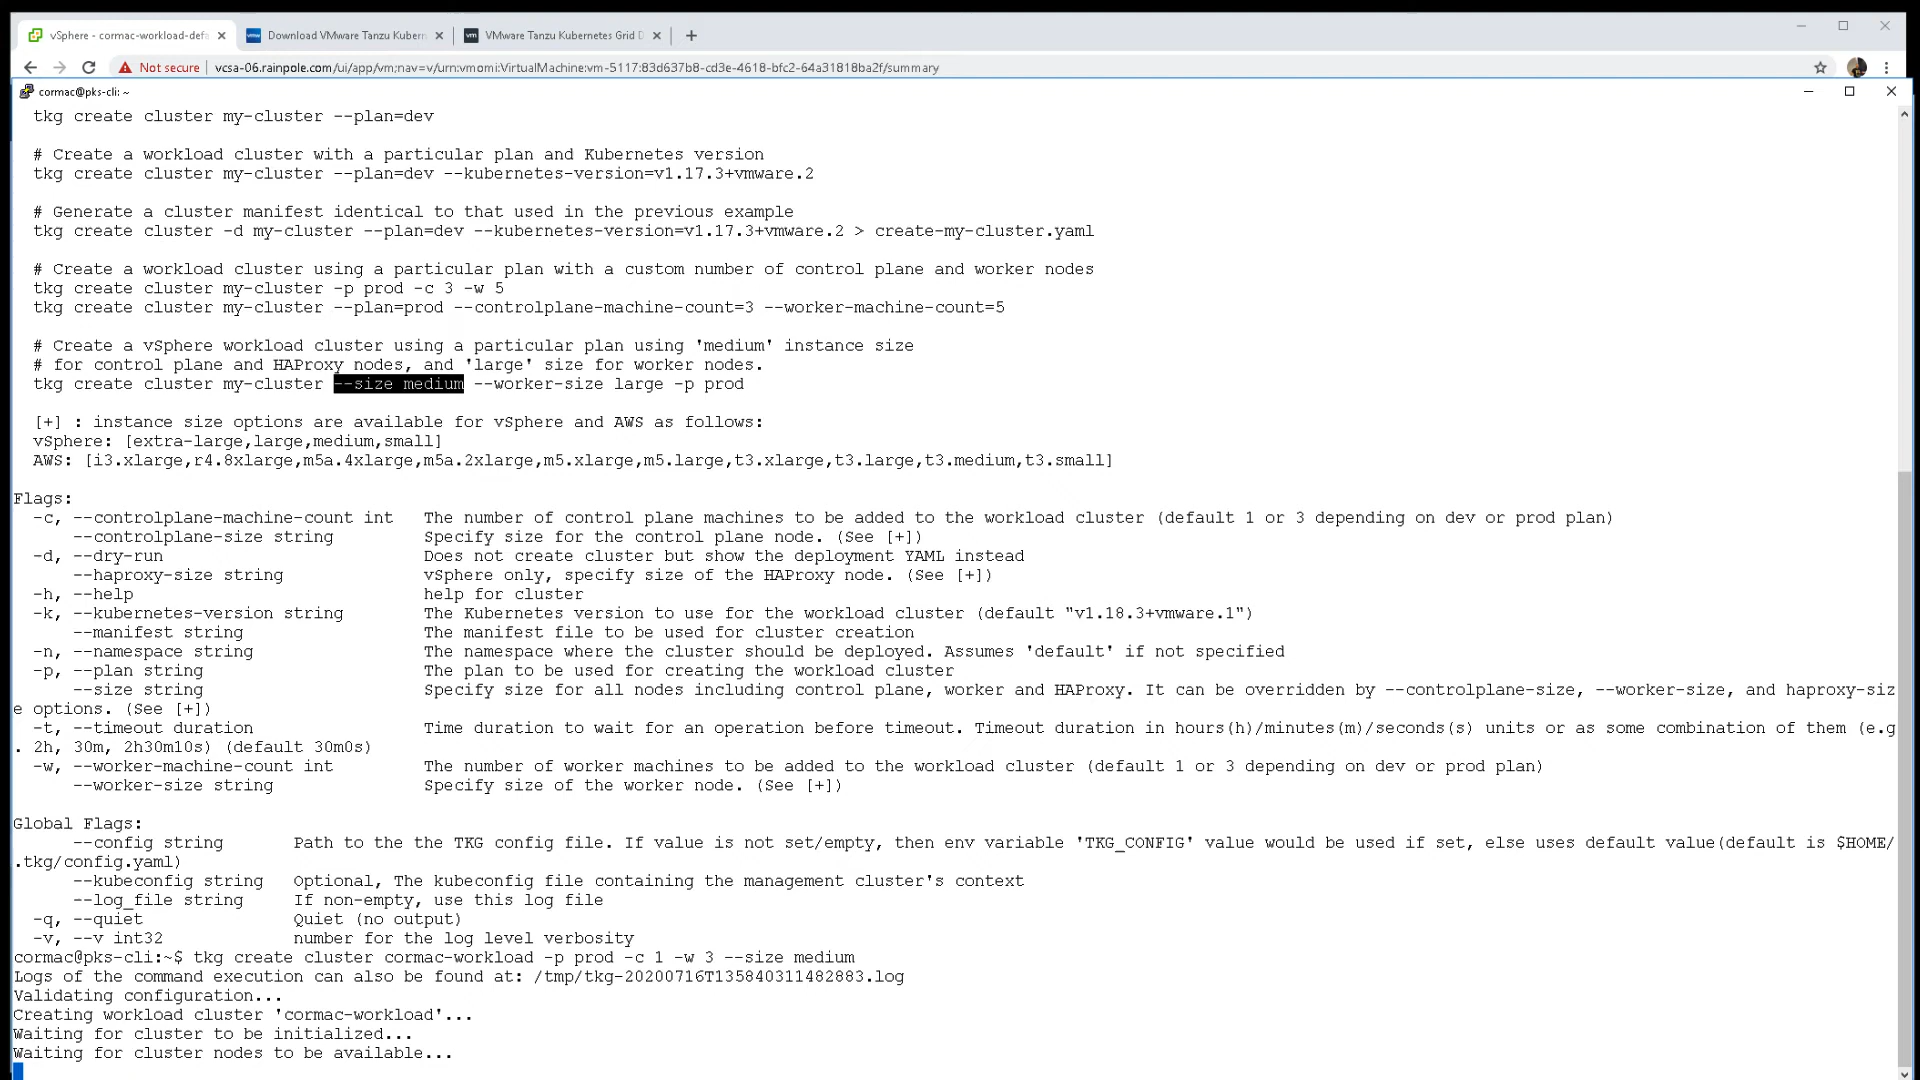 vSphere - cormac-workload-defa
Download VMware Tanzu Kubern
VMware Tanzu Kubernetes Grid D
Not secure | vcsa-06.rainpole.com/ui/app/vm;nav=v/urn:vmomi:VirtualMachine:vm-5117:83d637b8-cd3e-4618-bfc2-64a31818ba2f/summary
cormac@pks-cli: ~
tkg create cluster my-cluster --plan=dev
# Create a workload cluster with a particular plan and Kubernetes version
tkg create cluster my-cluster --plan=dev --kubernetes-version=v1.17.3+vmware.2
# Generate a cluster manifest identical to that used in the previous example
tkg create cluster -d my-cluster --plan=dev --kubernetes-version=v1.17.3+vmware.2 > create-my-cluster.yaml
# Create a workload cluster using a particular plan with a custom number of control plane and worker nodes
tkg create cluster my-cluster -p prod -c 3 -w 5
tkg create cluster my-cluster --plan=prod --controlplane-machine-count=3 --worker-machine-count=5
# Create a vSphere workload cluster using a particular plan using 'medium' instance size
# for control plane and HAProxy nodes, and 'large' size for worker nodes.
tkg create cluster my-cluster --size medium --worker-size large -p prod
[+] : instance size options are available for vSphere and AWS as follows:
vSphere: [extra-large,large,medium,small]
AWS: [i3.xlarge,r4.8xlarge,m5a.4xlarge,m5a.2xlarge,m5.xlarge,m5.large,t3.xlarge,t3.large,t3.medium,t3.small]
Flags:
-c, --controlplane-machine-count int The number of control plane machines to be added to the workload cluster (default 1 or 3 depending on dev or prod plan)
--controlplane-size string Specify size for the control plane node. (See [+])
-d, --dry-run Does not create cluster but show the deployment YAML instead
--haproxy-size string vSphere only, specify size of the HAProxy node. (See [+])
-h, --help help for cluster
-k, --kubernetes-version string The Kubernetes version to use for the workload cluster (default "v1.18.3+vmware.1")
--manifest string The manifest file to be used for cluster creation
-n, --namespace string The namespace where the cluster should be deployed. Assumes 'default' if not specified
-p, --plan string The plan to be used for creating the workload cluster
--size string Specify size for all nodes including control plane, worker and HAProxy. It can be overridden by --controlplane-size, --worker-size, and haproxy-siz
e options. (See [+])
-t, --timeout duration Time duration to wait for an operation before timeout. Timeout duration in hours(h)/minutes(m)/seconds(s) units or as some combination of them (e.g
. 2h, 30m, 2h30m10s) (default 30m0s)
-w, --worker-machine-count int The number of worker machines to be added to the workload cluster (default 1 or 3 depending on dev or prod plan)
--worker-size string Specify size of the worker node. (See [+])
Global Flags:
--config string Path to the the TKG config file. If value is not set/empty, then env variable 'TKG_CONFIG' value would be used if set, else uses default value(default is $HOME/
.tkg/config.yaml)
--kubeconfig string Optional, The kubeconfig file containing the management cluster's context
--log_file string If non-empty, use this log file
-q, --quiet Quiet (no output)
-v, --v int32 number for the log level verbosity
cormac@pks-cli:~$ tkg create cluster cormac-workload -p prod -c 1 -w 3 --size medium
Logs of the command execution can also be found at: /tmp/tkg-20200716T135840311482883.log
Validating configuration...
Creating workload cluster 'cormac-workload'...
Waiting for cluster to be initialized...
Waiting for cluster nodes to be available...